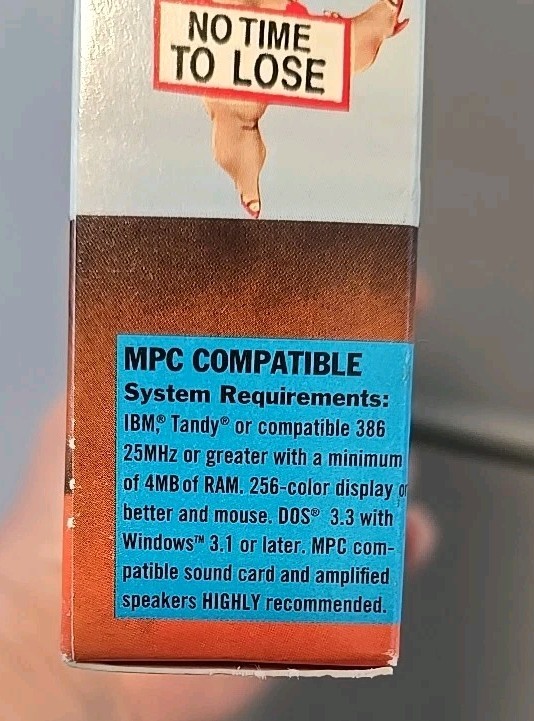 NO TIME
TO LOSE
MPC COMPATIBLE
System Requirements:
IBM,® Tandy® or compatible 386
25MHz or greater with a minimum
of 4MB of RAM. 256-color display or
better and mouse. DOS® 3.3 with
Windows™ 3.1 or later. MPC com-
patible sound card and amplified
speakers HIGHLY recommended.